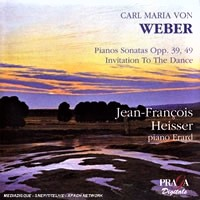 CARL MARIA VON
WEBER
Pianos Sonatas Opp. 39, 49
Invitation To The Dance
Jean-François
Heisser
piano Erard
PRAGA
Digitals